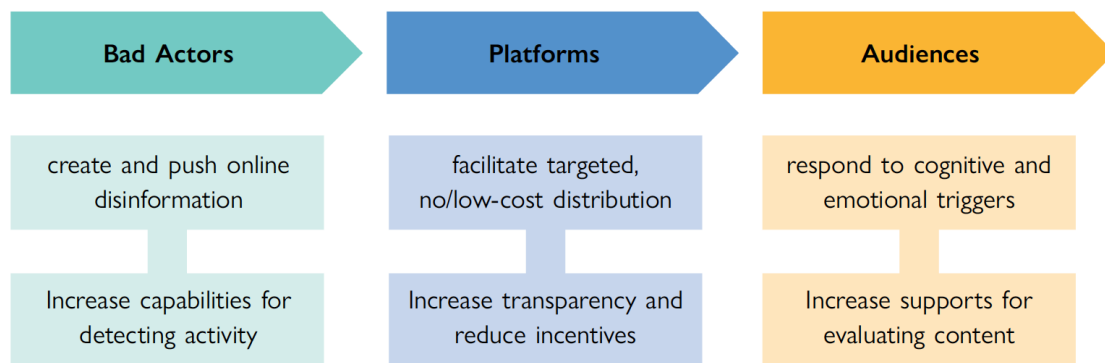 Bad Actors
Platforms
Audiences
create and push online
disinformation
facilitate targeted,
no/low-cost distribution
respond to cognitive and
emotional triggers
Increase capabilities for
detecting activity
Increase transparency and
reduce incentives
Increase supports for
evaluating content